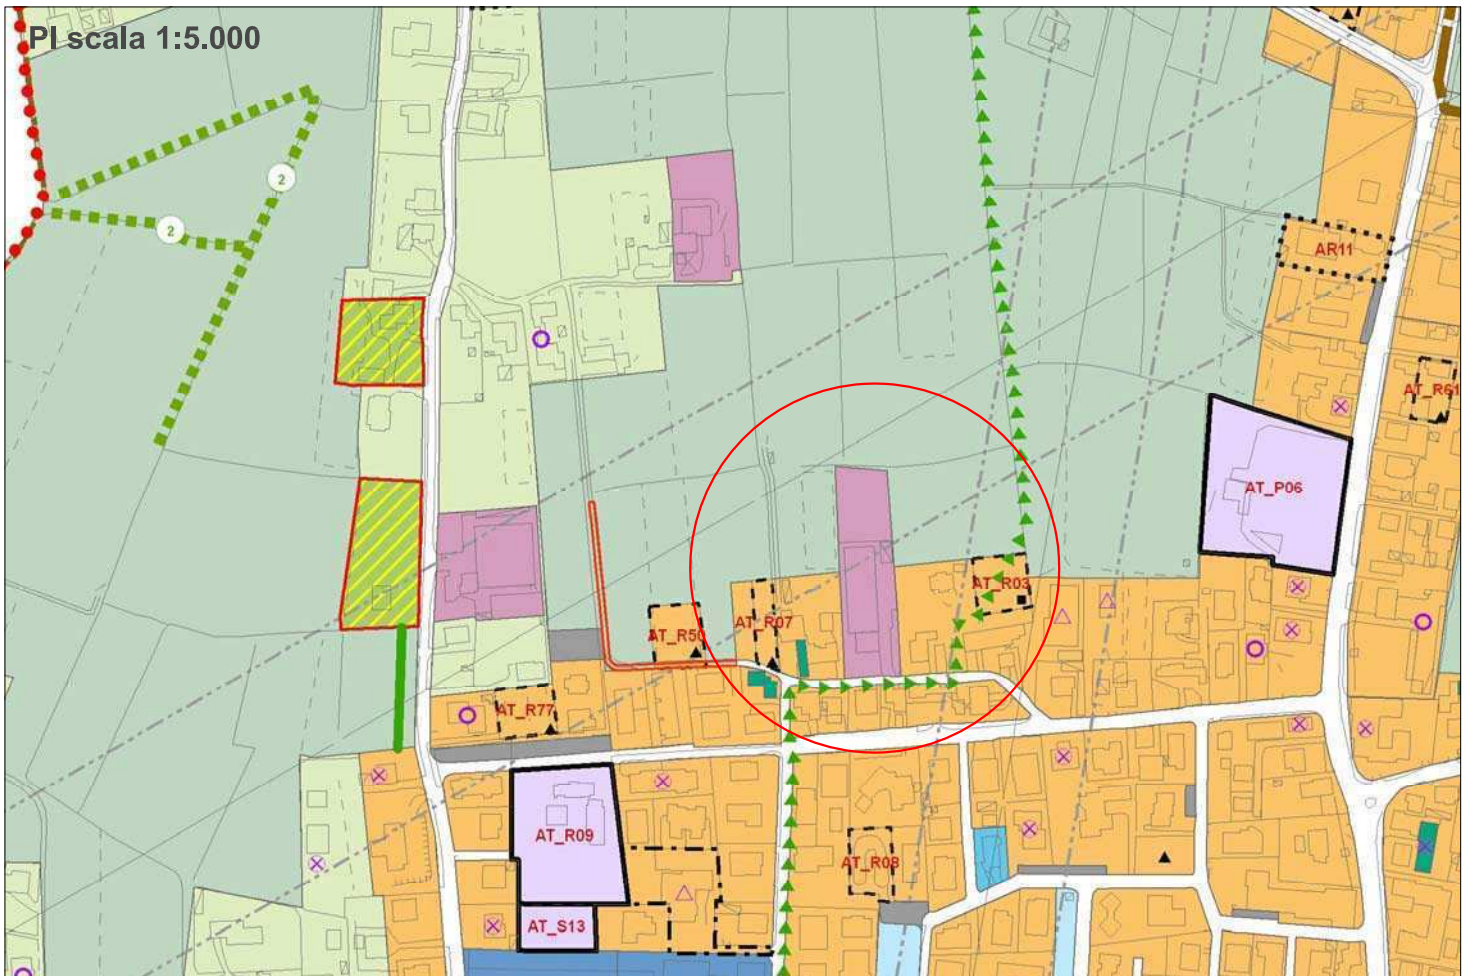 PI scala 1:5.000
2
2
AR11
AT_R61
AT_P06
AT_R03
AT_R07
AT_R50
AT_R77
AT_R09
AT_R08
AT_S13